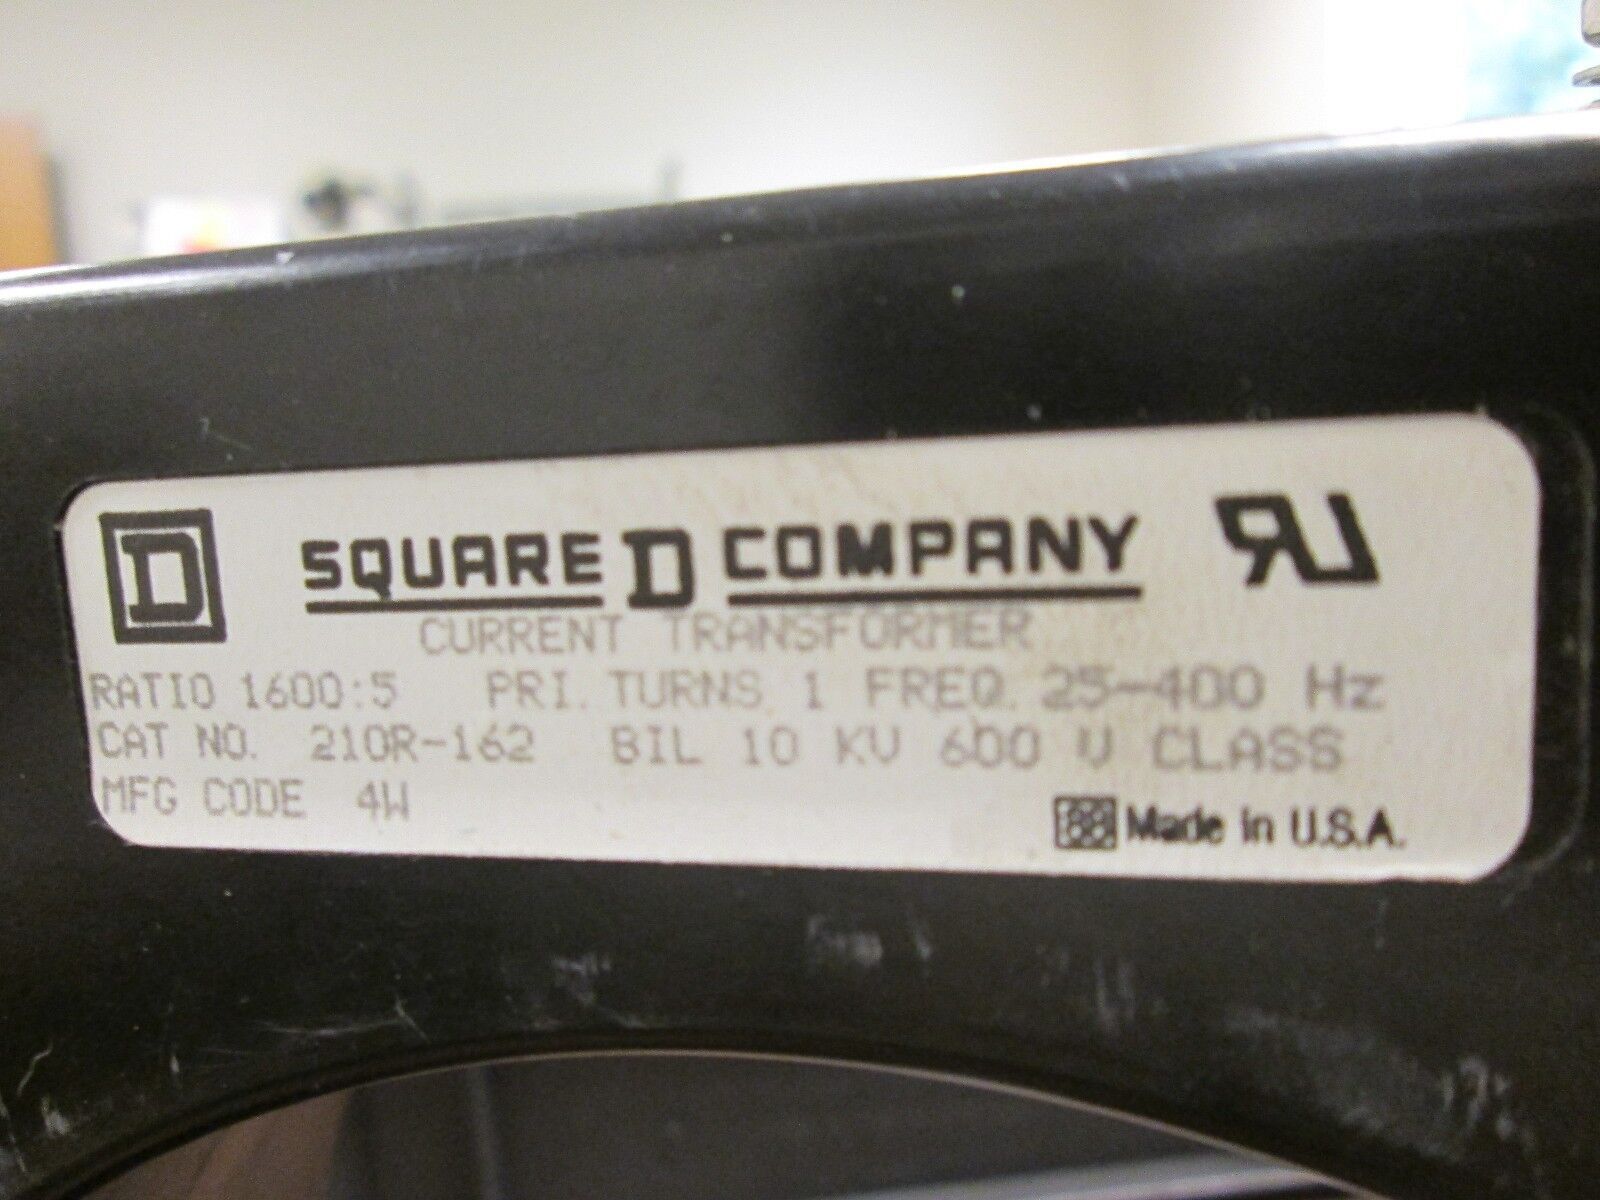 D SQUARE D COMPANY RU
CURRENT TRANSFORMER
RATIO 1600:5 PRI. TURNS 1 FREQ. 25-400 Hz
CAT NO. 210R-162 BIL 10 KV 600 V CLASS
MFG CODE 4W
Made in U.S.A.